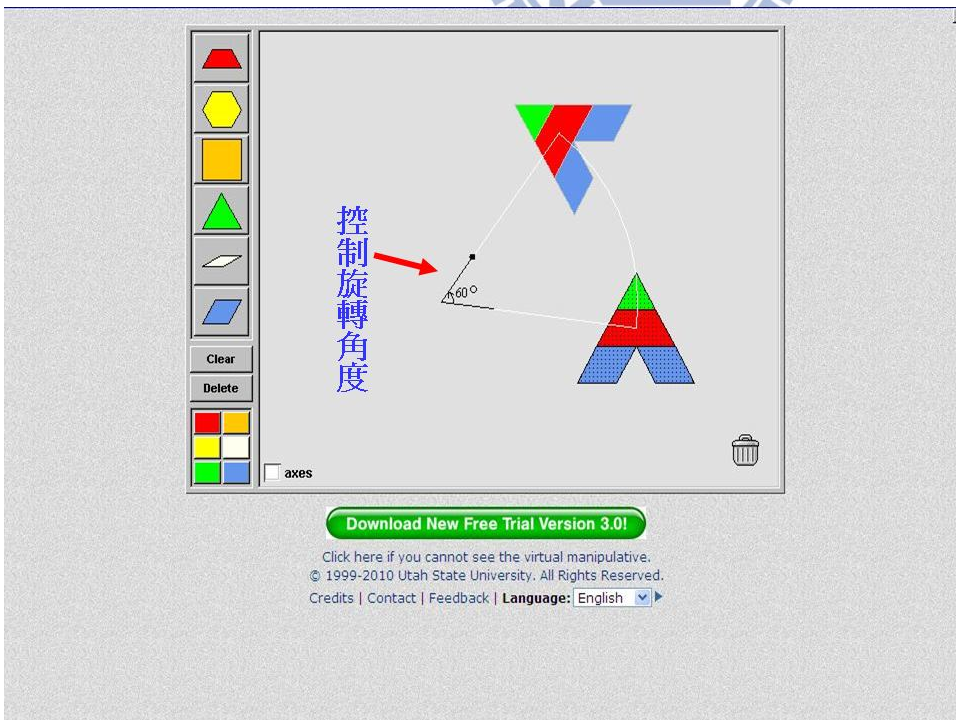 控制旋轉角度
60°
Clear
Delete
axes
Download New Free Trial Version 3.0!
Click here if you cannot see the virtual manipulative.
© 1999-2010 Utah State University. All Rights Reserved.
Credits | Contact | Feedback | Language: English